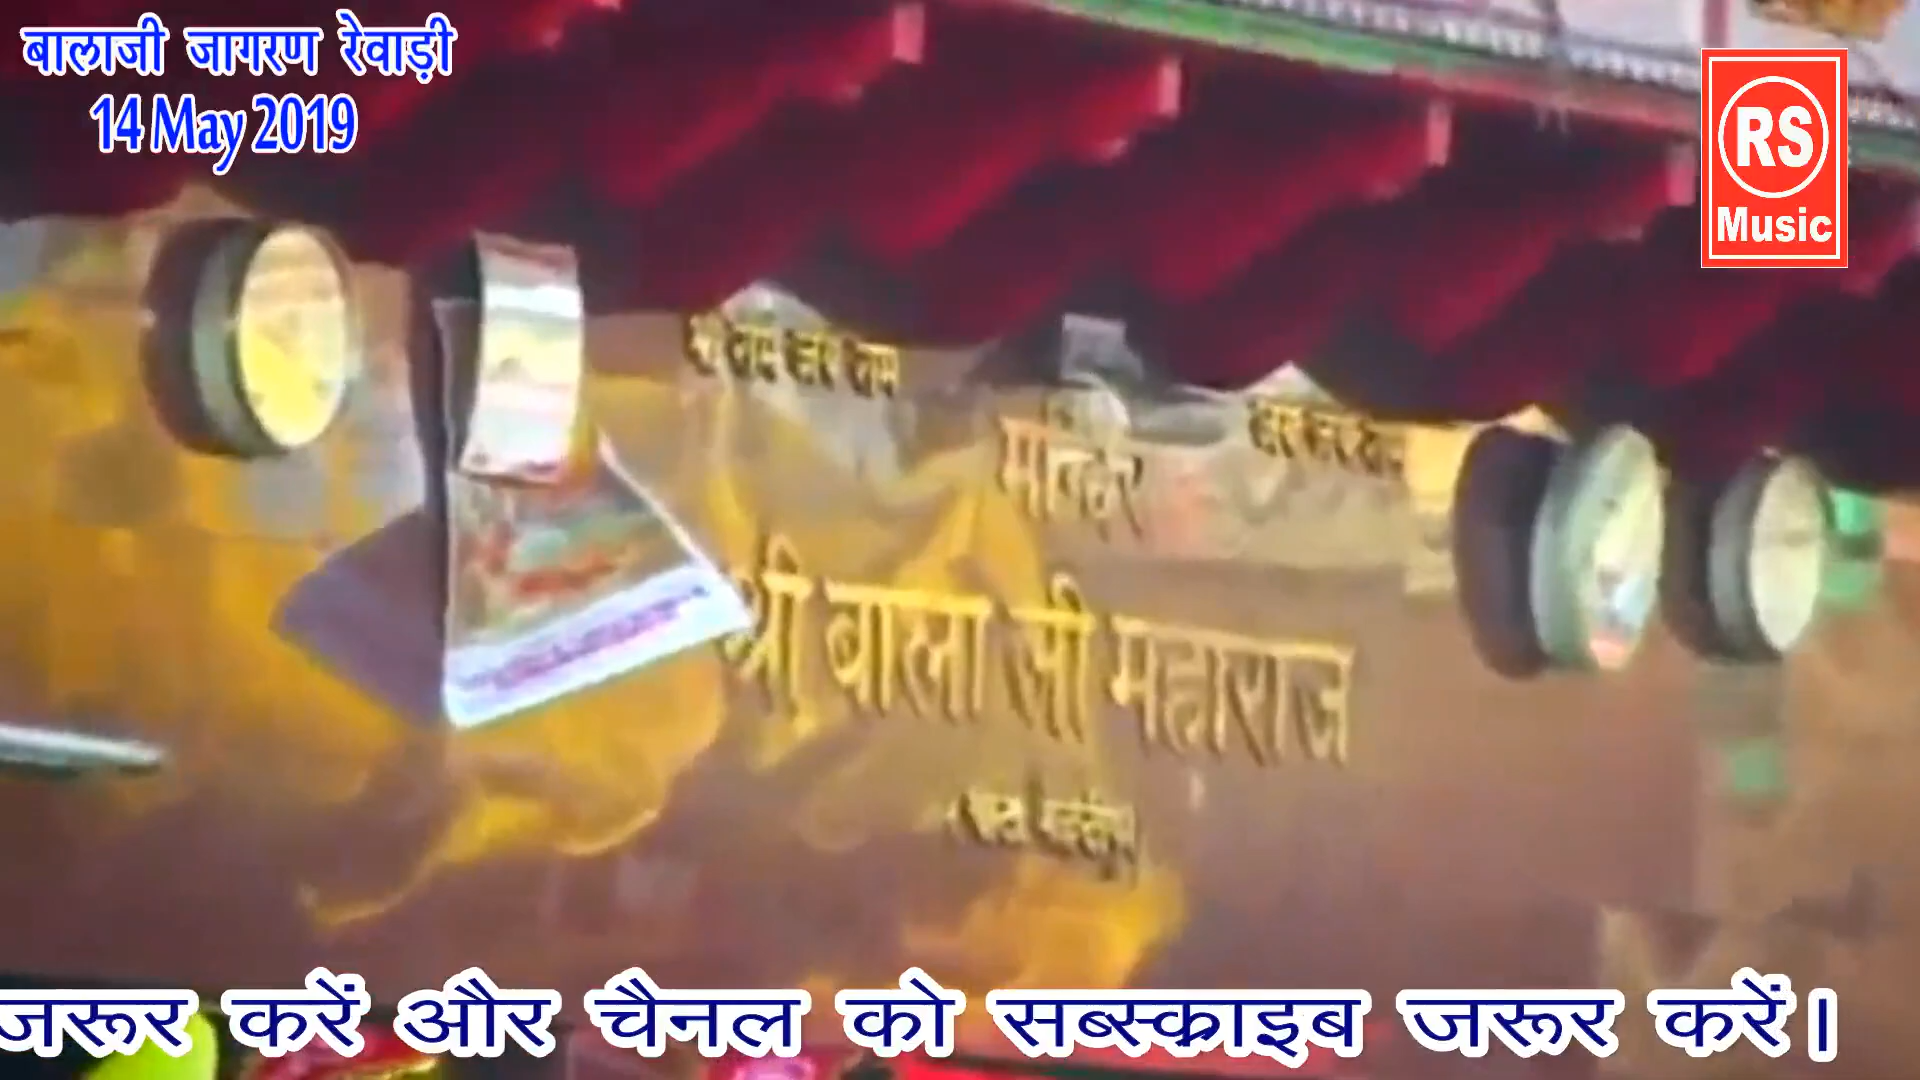 बालाजी जागरण रेवाड़ी
14 May 2019
RS
Music
मन्दिर
श्री बाला जी महाराज
जरूर करें और चैनल को सब्स्क्राइब जरूर करें।